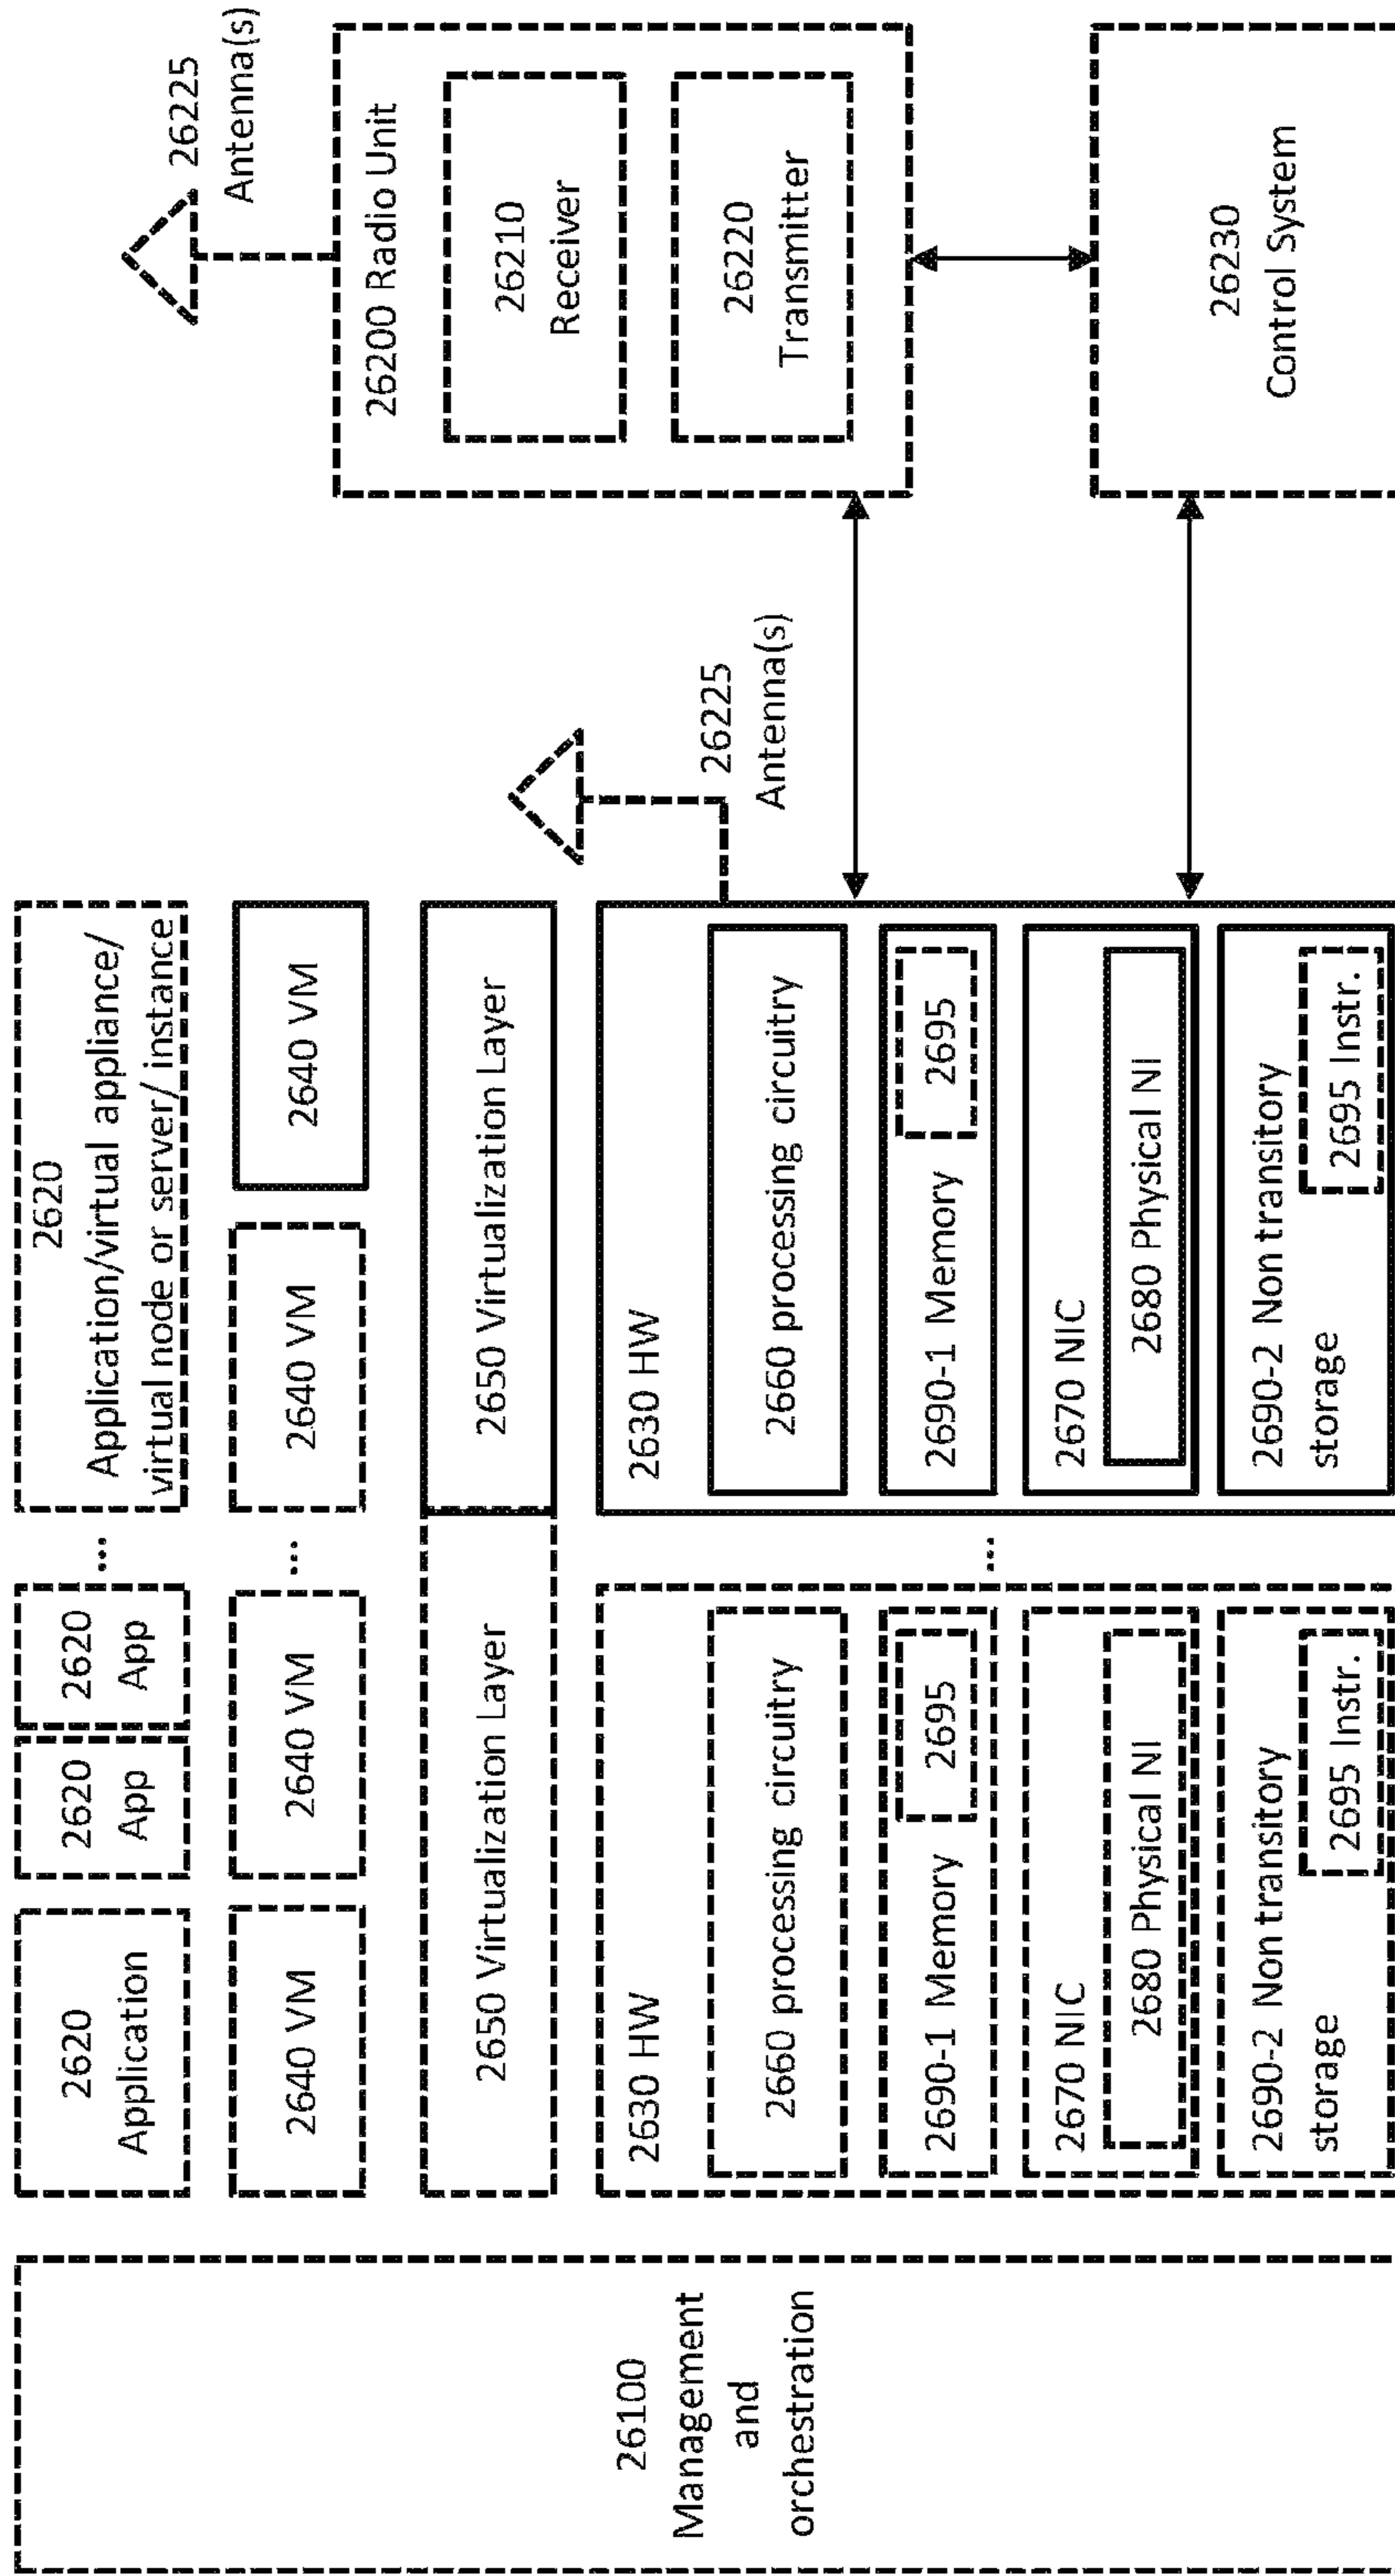 26100
Management
and
orchestration
2620
Application
2620
App
2620
App
...
2620
Application/virtual appliance/
virtual node or server/ instance
2640 VM
2640 VM
...
2640 VM
2640 VM
2650 Virtualization Layer
2650 Virtualization Layer
2630 HW
2660 processing circuitry
2690-1 Memory
2695
2670 NIC
2680 Physical NI
2690-2 Non transitory
storage
2695 Instr.
...
2630 HW
2660 processing circuitry
2690-1 Memory
2695
2670 NIC
2680 Physical NI
2690-2 Non transitory
storage
2695 Instr.
26225
Antenna(s)
26225
Antenna(s)
26200 Radio Unit
26210
Receiver
26220
Transmitter
26230
Control System